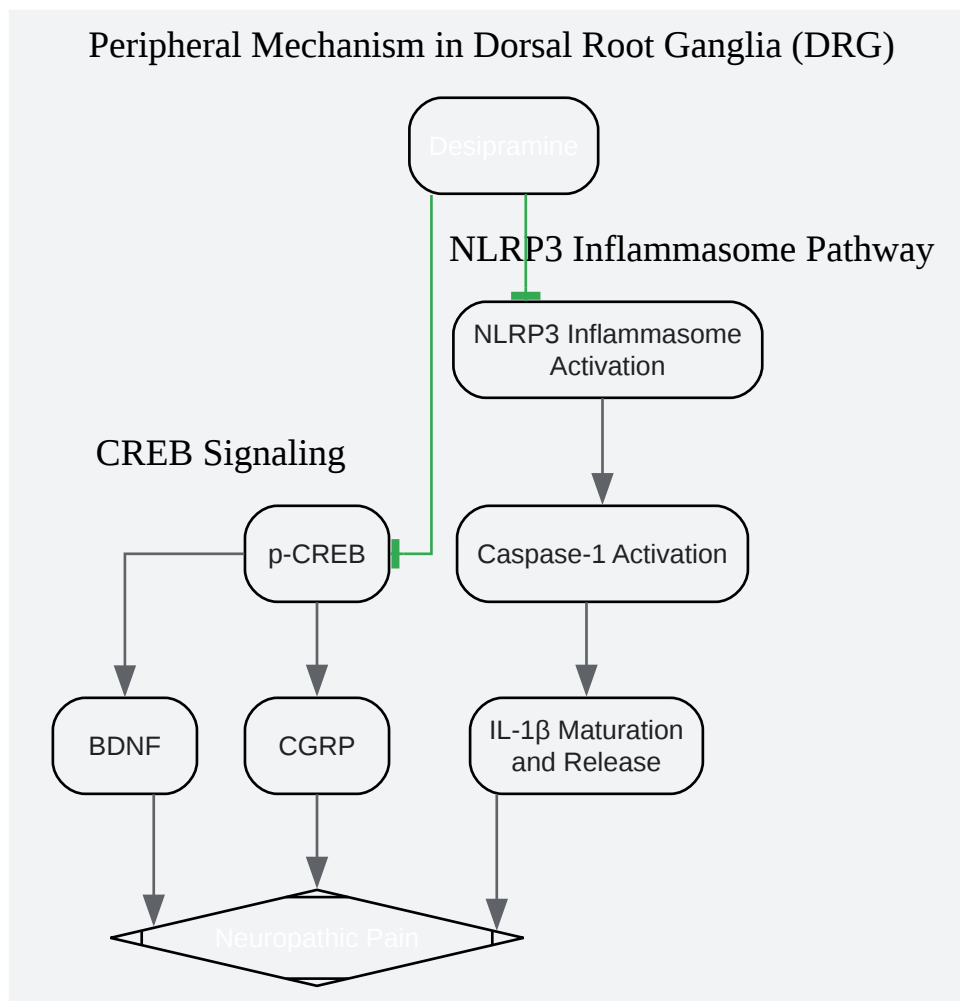 Peripheral Mechanism in Dorsal Root Ganglia (DRG)
Desipramine
NLRP3 Inflammasome Pathway
NLRP3 Inflammasome
Activation
CREB Signaling
p-CREB
Caspase-1 Activation
BDNF
CGRP
IL-1β Maturation
and Release
Neuropathic Pain